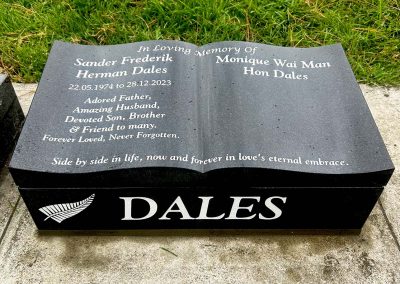 In Loving Memory Of
Sander Frederik
Herman Dales
22.05.1974 to 28.12.2023
Adored Father,
Amazing Husband,
Devoted Son, Brother
& Friend to many.
Forever Loved, Never Forgotten.
Monique Wai Man
Hon Dales
Side by side in life, now and forever in love's eternal embrace.
DALES